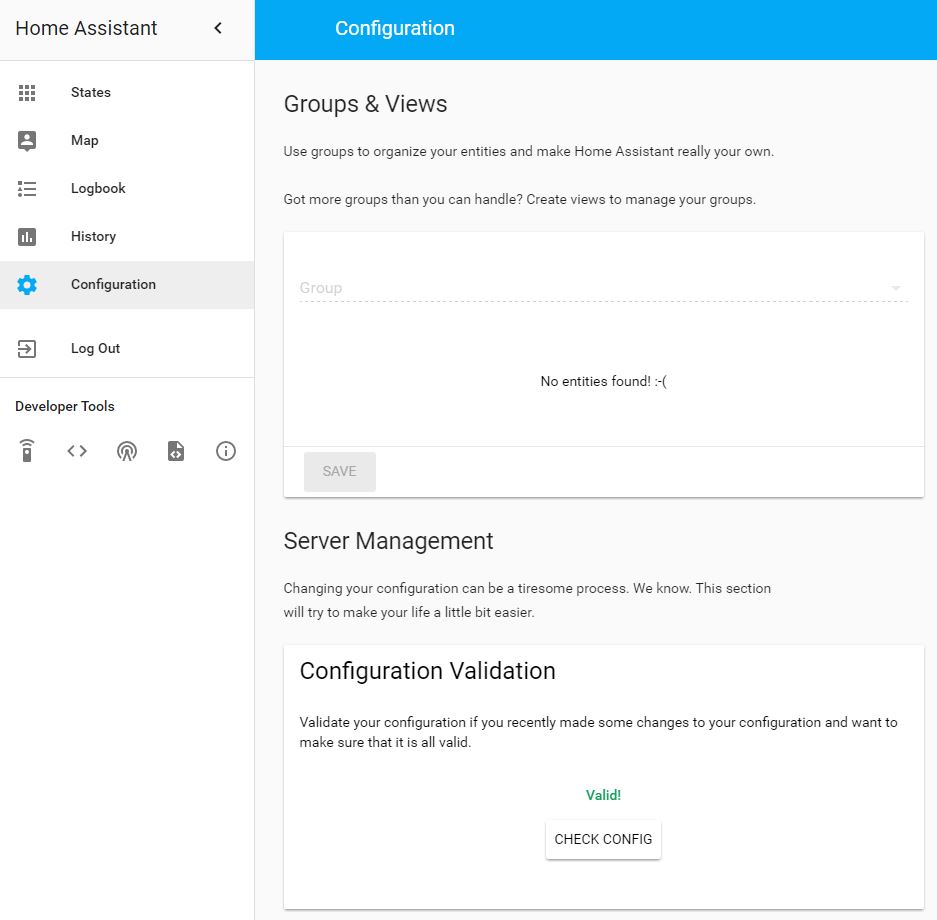 Home Assistant
Configuration
States
Map
Logbook
History
Configuration
Log Out
Developer Tools
Groups & Views
Use groups to organize your entities and make Home Assistant really your own.
Got more groups than you can handle? Create views to manage your groups.
Group
No entities found! :-(
SAVE
Server Management
Changing your configuration can be a tiresome process. We know. This section
will try to make your life a little bit easier.
Configuration Validation
Validate your configuration if you recently made some changes to your configuration and want to
make sure that it is all valid.
Valid!
CHECK CONFIG